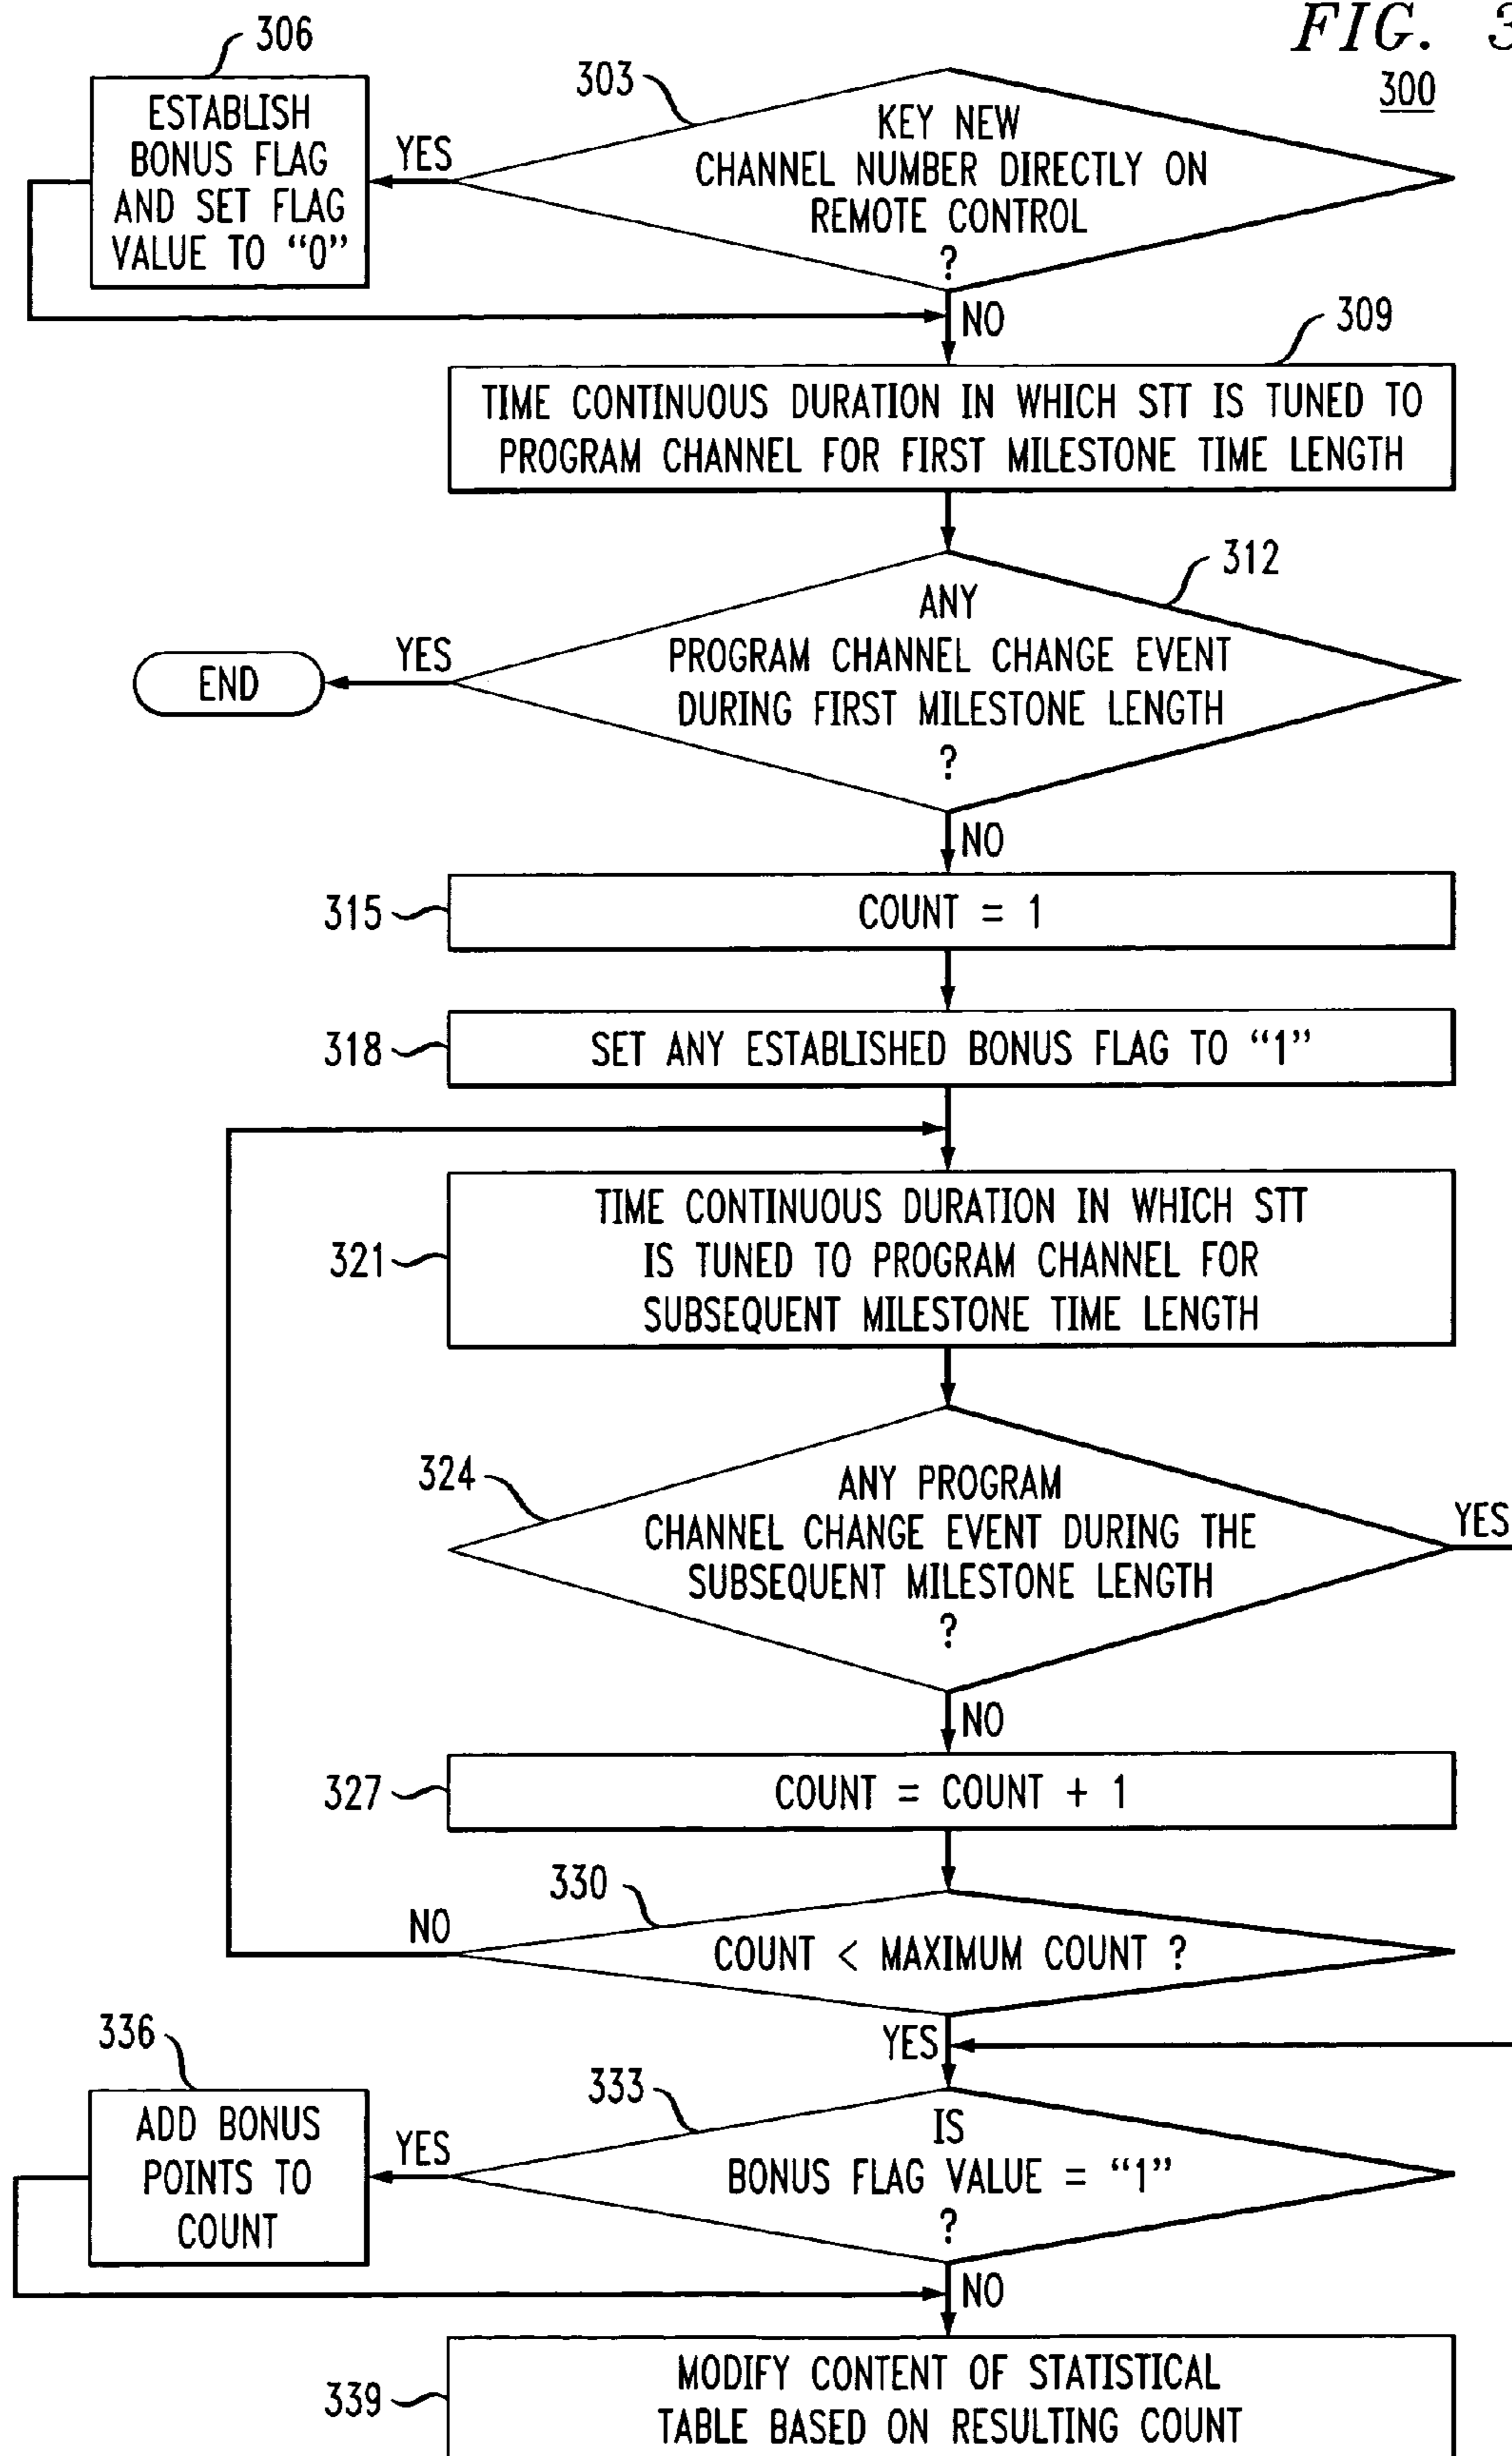 FIG. 3
300
306
ESTABLISH
BONUS FLAG
AND SET FLAG
VALUE TO “0”
YES
303
KEY NEW
CHANNEL NUMBER DIRECTLY ON
REMOTE CONTROL
?
NO
309
TIME CONTINUOUS DURATION IN WHICH STT IS TUNED TO
PROGRAM CHANNEL FOR FIRST MILESTONE TIME LENGTH
312
ANY
PROGRAM CHANNEL CHANGE EVENT
DURING FIRST MILESTONE LENGTH
?
YES
END
NO
315
COUNT = 1
318
SET ANY ESTABLISHED BONUS FLAG TO “1”
321
TIME CONTINUOUS DURATION IN WHICH STT
IS TUNED TO PROGRAM CHANNEL FOR
SUBSEQUENT MILESTONE TIME LENGTH
324
ANY PROGRAM
CHANNEL CHANGE EVENT DURING THE
SUBSEQUENT MILESTONE LENGTH
?
YES
NO
327
COUNT = COUNT + 1
330
NO
COUNT < MAXIMUM COUNT ?
YES
336
ADD BONUS
POINTS TO
COUNT
YES
333
IS
BONUS FLAG VALUE = “1”
?
NO
339
MODIFY CONTENT OF STATISTICAL
TABLE BASED ON RESULTING COUNT